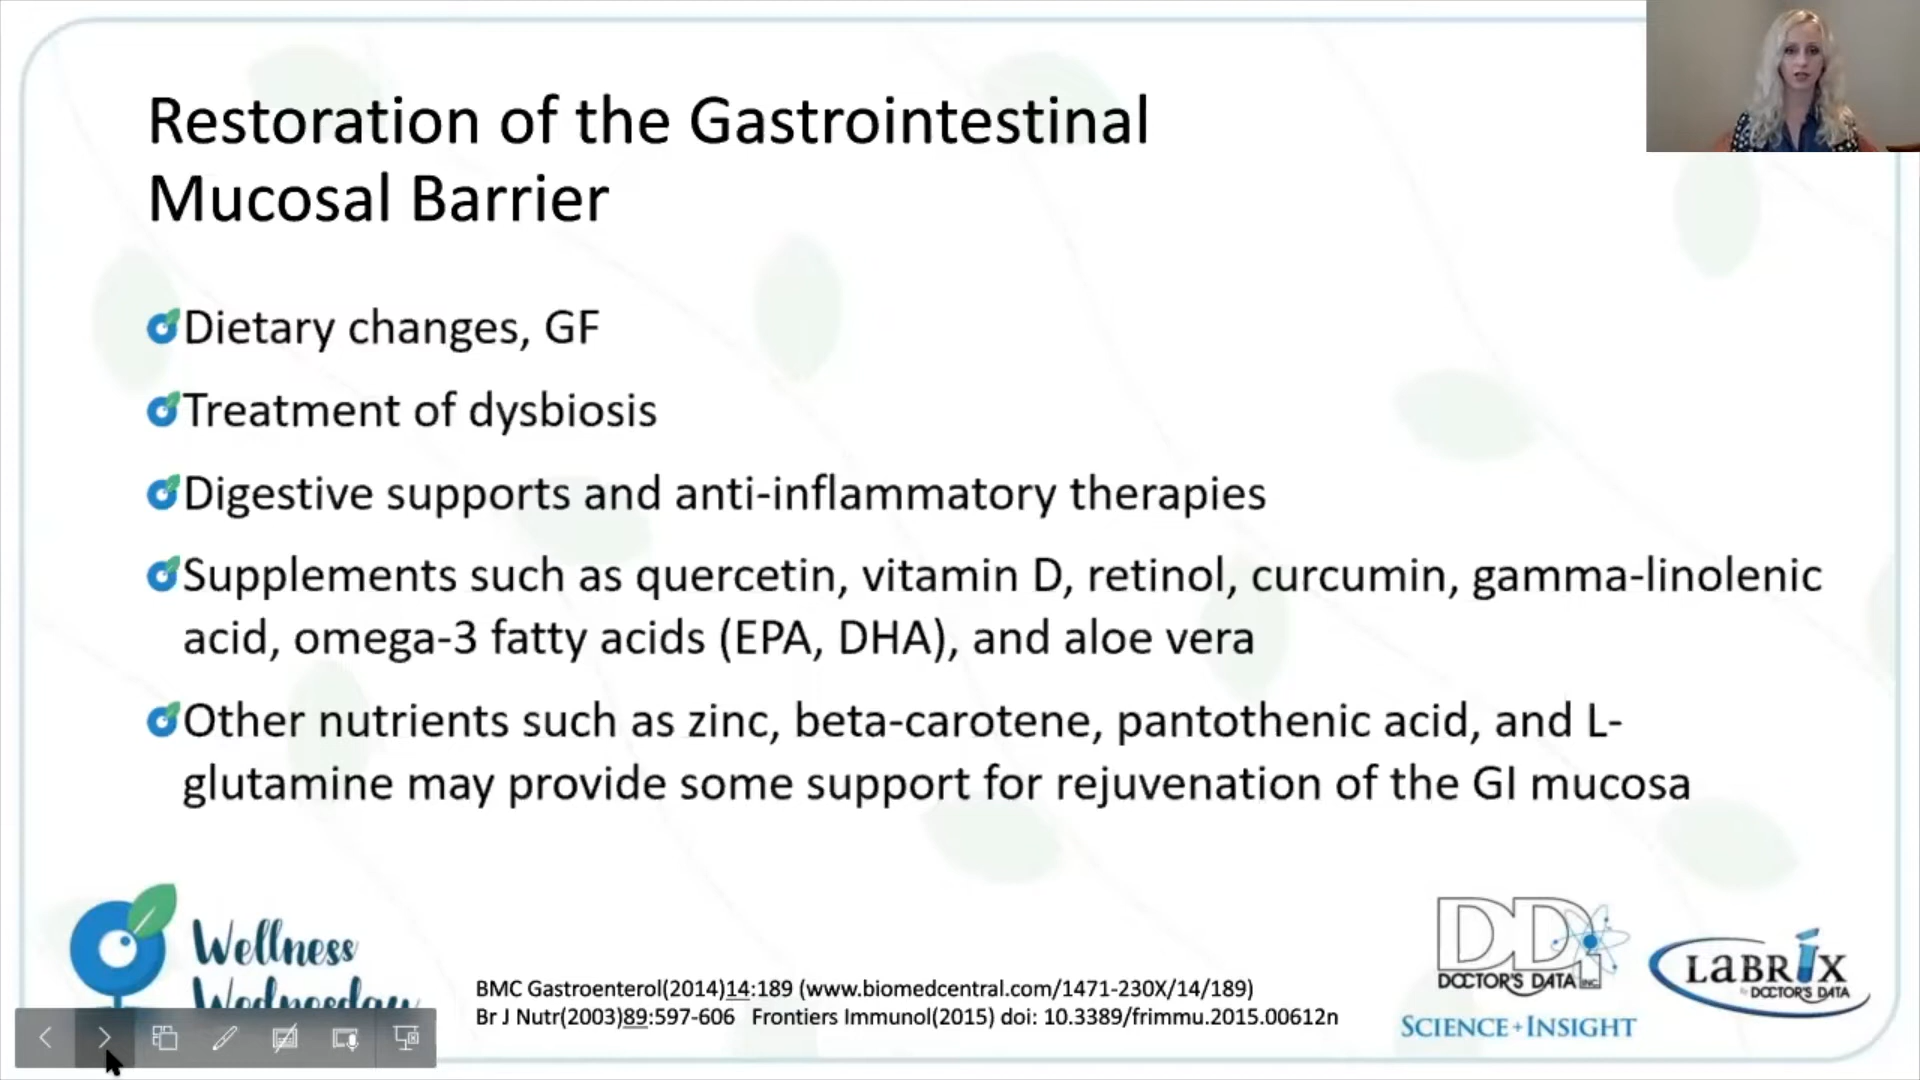 Restoration of the Gastrointestinal
Mucosal Barrier
Dietary changes, GF
Treatment of dysbiosis
Digestive supports and anti-inflammatory therapies
Supplements such as quercetin, vitamin D, retinol, curcumin, gamma-linolenic
acid, omega-3 fatty acids (EPA, DHA), and aloe vera
Other nutrients such as zinc, beta-carotene, pantothenic acid, and L-
glutamine may provide some support for rejuvenation of the GI mucosa
Wellness
Wednesday
BMC Gastroenterol(2014)14:189 (www.biomedcentral.com/1471-230X/14/189)
Br J Nutr(2003)89:597-606 Frontiers Immunol(2015) doi: 10.3389/frimmu.2015.00612n
DDI
DOCTOR'S DATA INC
SCIENCE+INSIGHT
LABRIX
by DOCTOR'S DATA